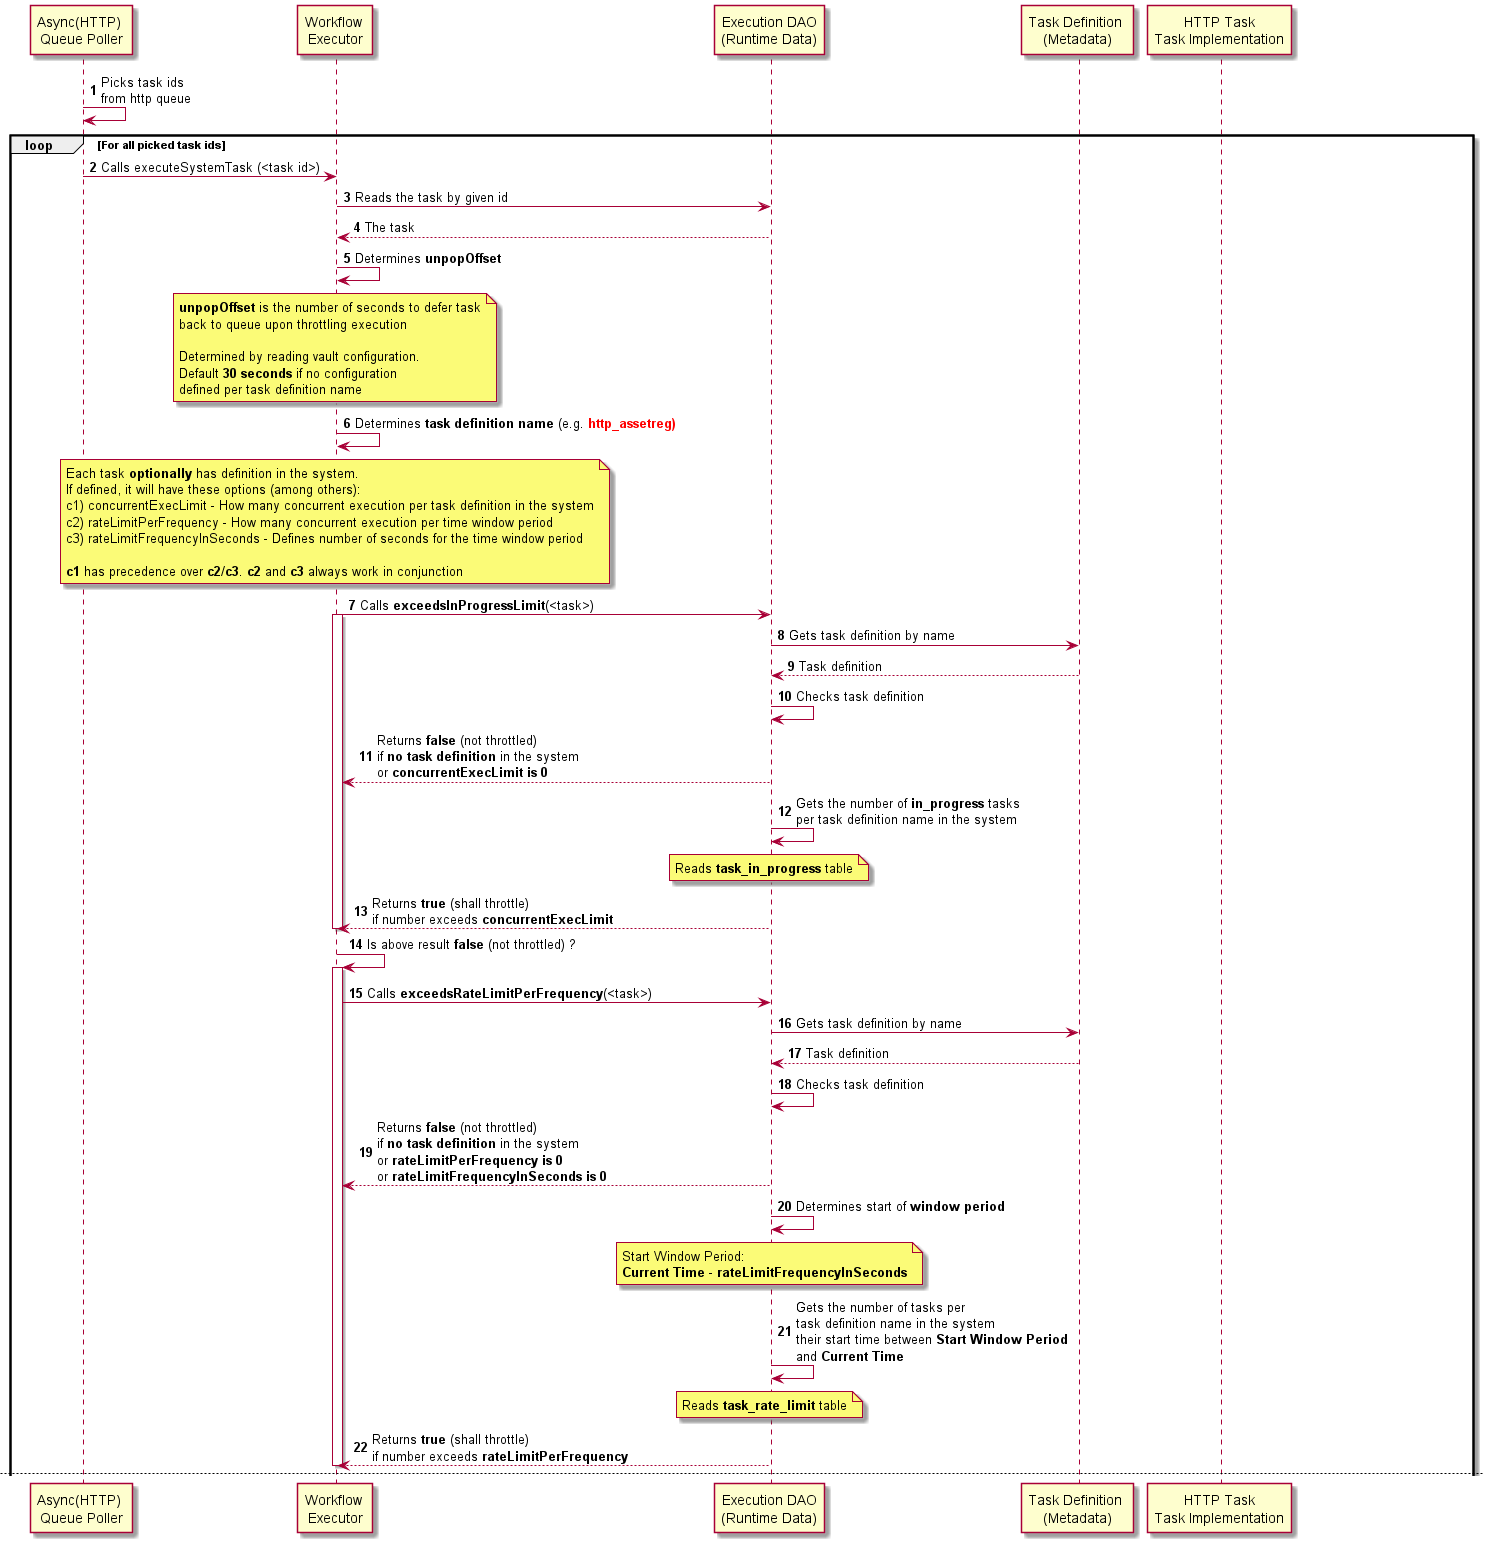 Async(HTTP)
Queue Poller
Workflow
Executor
Execution DAO
(Runtime Data)
Task Definition
(Metadata)
HTTP Task
Task Implementation
1 Picks task ids
from http queue
loop [For all picked task ids]
2 Calls executeSystemTask (<task id>)
3 Reads the task by given id
4 The task
5 Determines unpopOffset
unpopOffset is the number of seconds to defer task
back to queue upon throttling execution
Determined by reading vault configuration.
Default 30 seconds if no configuration
defined per task definition name
6 Determines task definition name (e.g. http_assetreg)
Each task optionally has definition in the system.
If defined, it will have these options (among others):
c1) concurrentExecLimit - How many concurrent execution per task definition in the system
c2) rateLimitPerFrequency - How many concurrent execution per time window period
c3) rateLimitFrequencyInSeconds - Defines number of seconds for the time window period
c1 has precedence over c2/c3. c2 and c3 always work in conjunction
7 Calls exceedsInProgressLimit(<task>)
8 Gets task definition by name
9 Task definition
10 Checks task definition
Returns false (not throttled)
11 if no task definition in the system
or concurrentExecLimit is 0
12 Gets the number of in_progress tasks
per task definition name in the system
Reads task_in_progress table
13 Returns true (shall throttle)
if number exceeds concurrentExecLimit
14 Is above result false (not throttled) ?
15 Calls exceedsRateLimitPerFrequency(<task>)
16 Gets task definition by name
17 Task definition
18 Checks task definition
Returns false (not throttled)
if no task definition in the system
19 or rateLimitPerFrequency is 0
or rateLimitFrequencyInSeconds is 0
20 Determines start of window period
Start Window Period:
Current Time - rateLimitFrequencyInSeconds
Gets the number of tasks per
task definition name in the system
21 their start time between Start Window Period
and Current Time
Reads task_rate_limit table
22 Returns true (shall throttle)
if number exceeds rateLimitPerFrequency
Async(HTTP)
Queue Poller
Workflow
Executor
Execution DAO
(Runtime Data)
Task Definition
(Metadata)
HTTP Task
Task Implementation